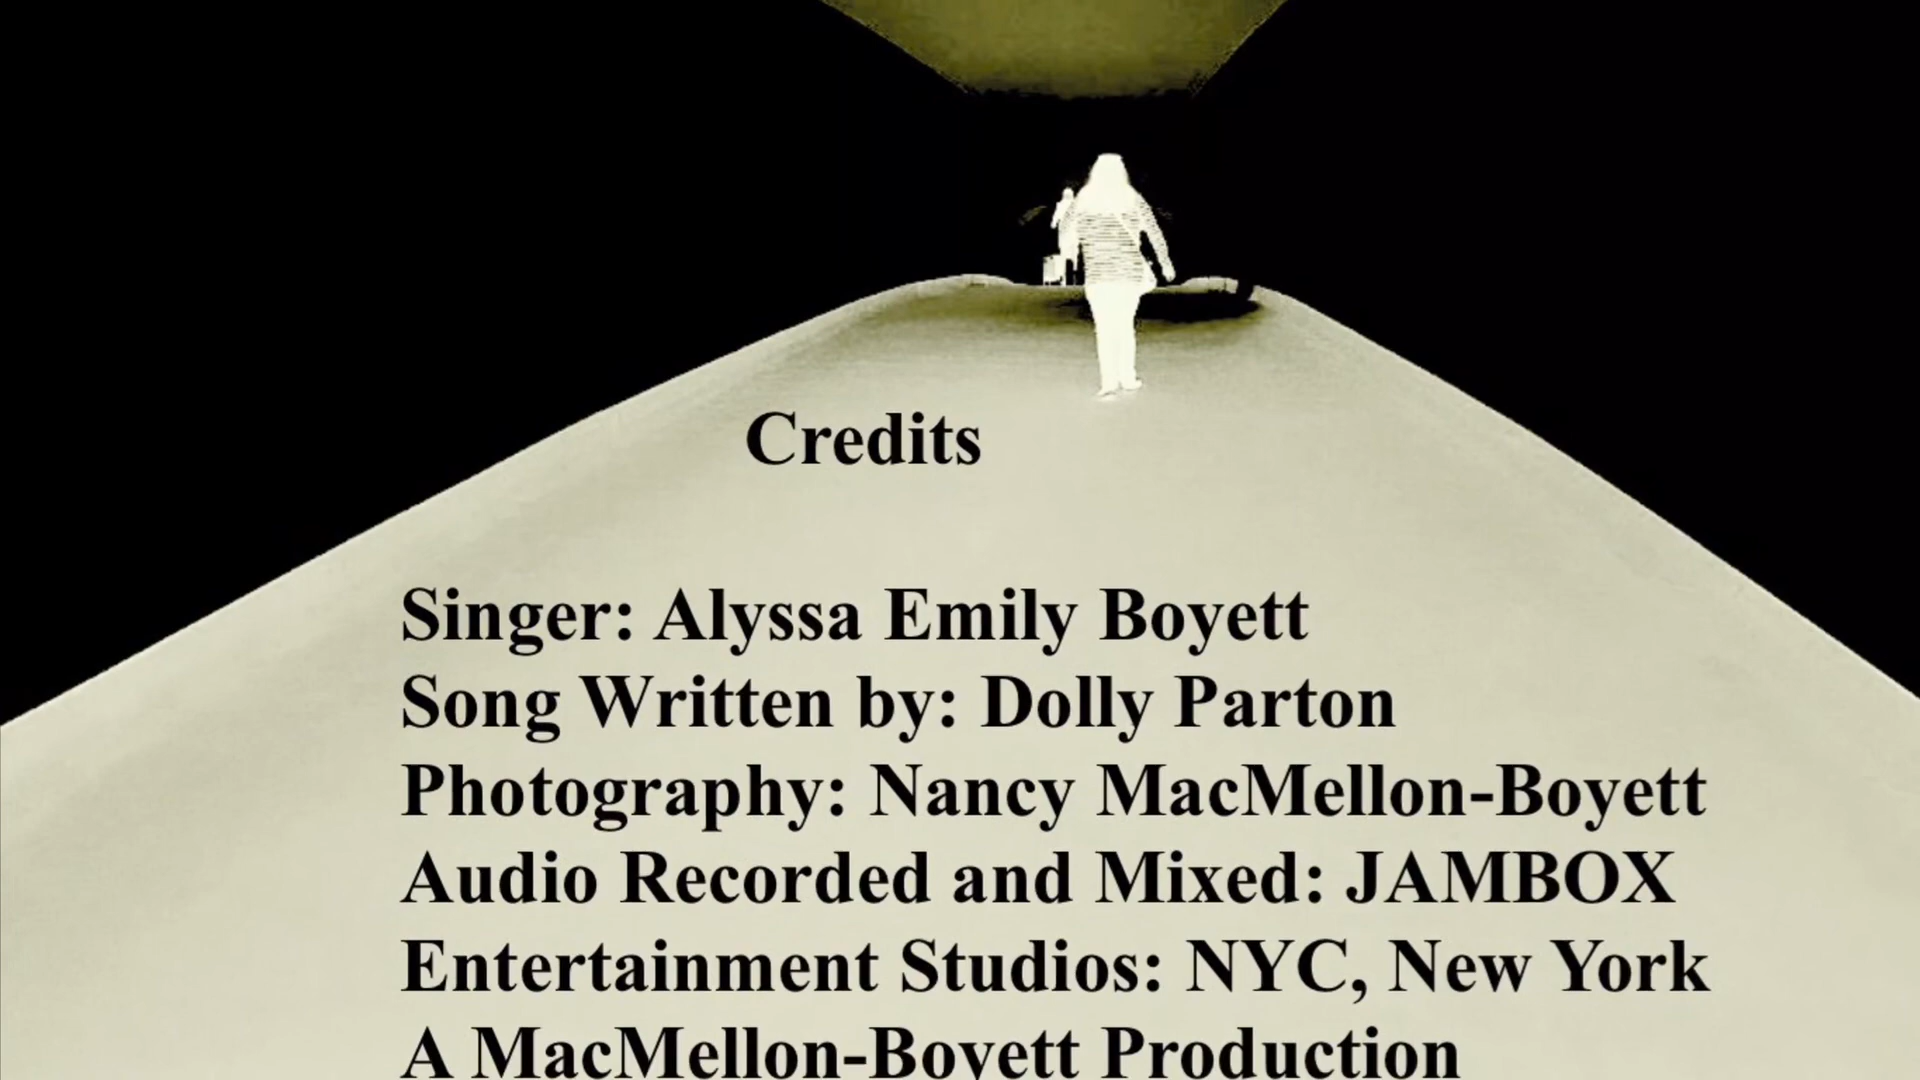 Credits
Singer: Alyssa Emily Boyett
Song Written by: Dolly Parton
Photography: Nancy MacMellon-Boyett
Audio Recorded and Mixed: JAMBOX
Entertainment Studios: NYC, New York
A MacMellon-Boyett Production